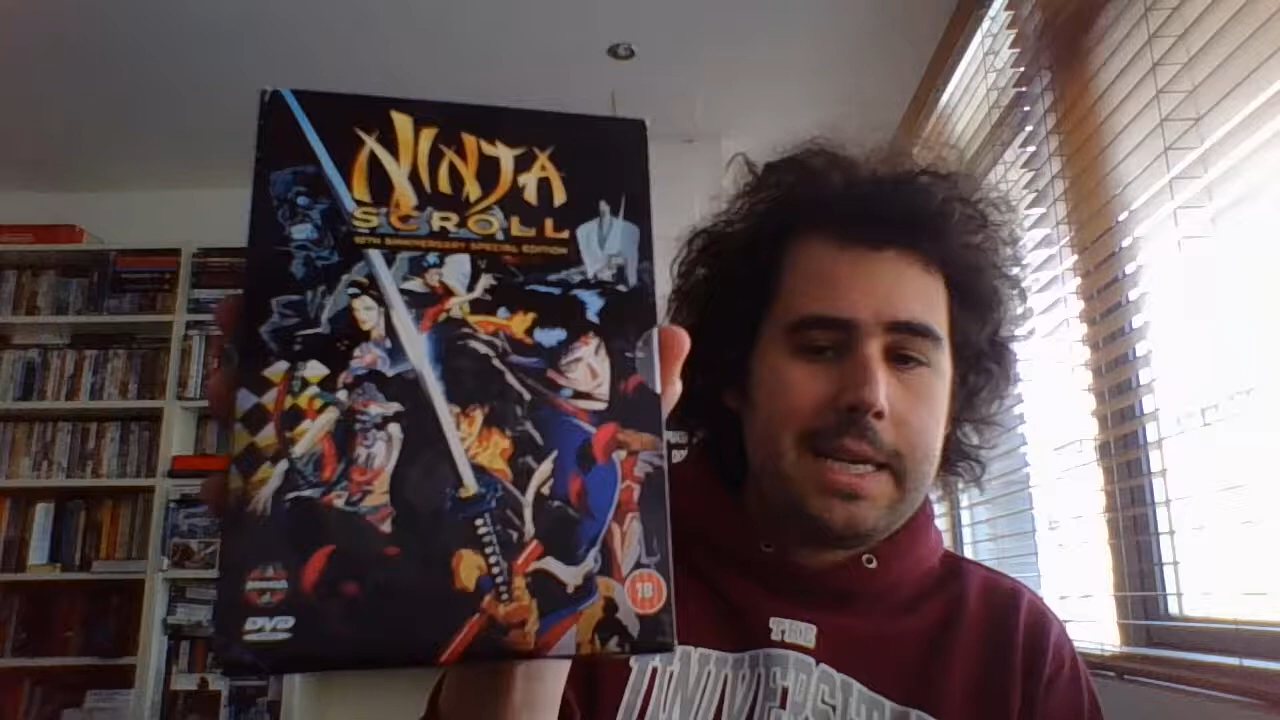 NINJA
SCROLL
10TH ANNIVERSARY SPECIAL EDITION
18
DVD
THE
UNIVERSIT